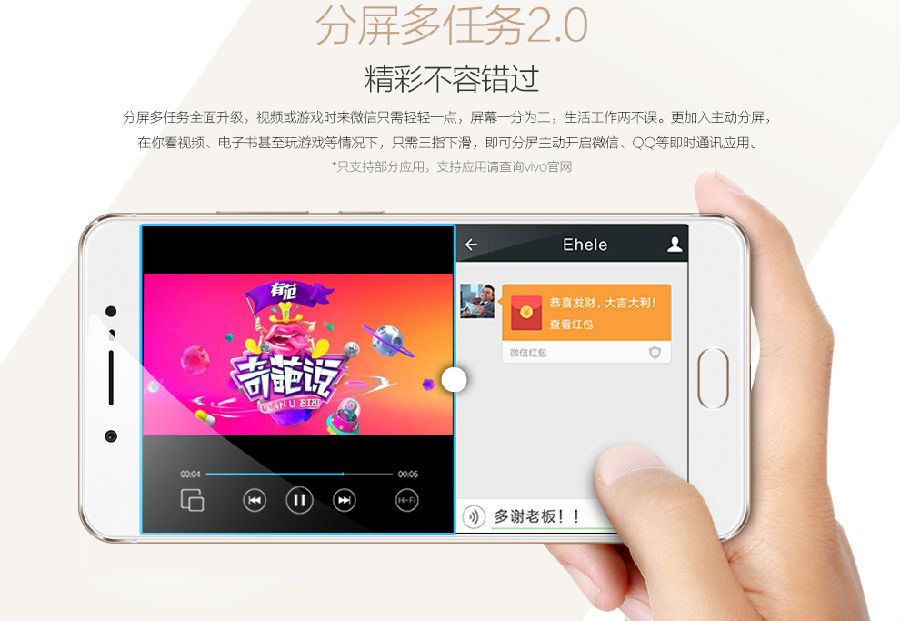 分屏多任务2.0
精彩不容错过
分屏多任务全面升级，视频或游戏时来微信只需轻轻一点，屏幕一分为二；生活工作两不误。更加入主动分屏，
在你看视频、电子书甚至玩游戏等情况下，只需三指下滑，即可分屏主动开启微信、QQ等即时通讯应用。
*只支持部分应用，支持应用请查询vivo官网
Ehele
有范
奇葩说
U CAN U BIBI
恭喜发财，大吉大利！
查看红包
微信红包
00:04
00:06
Hi-Fi
多谢老板！！